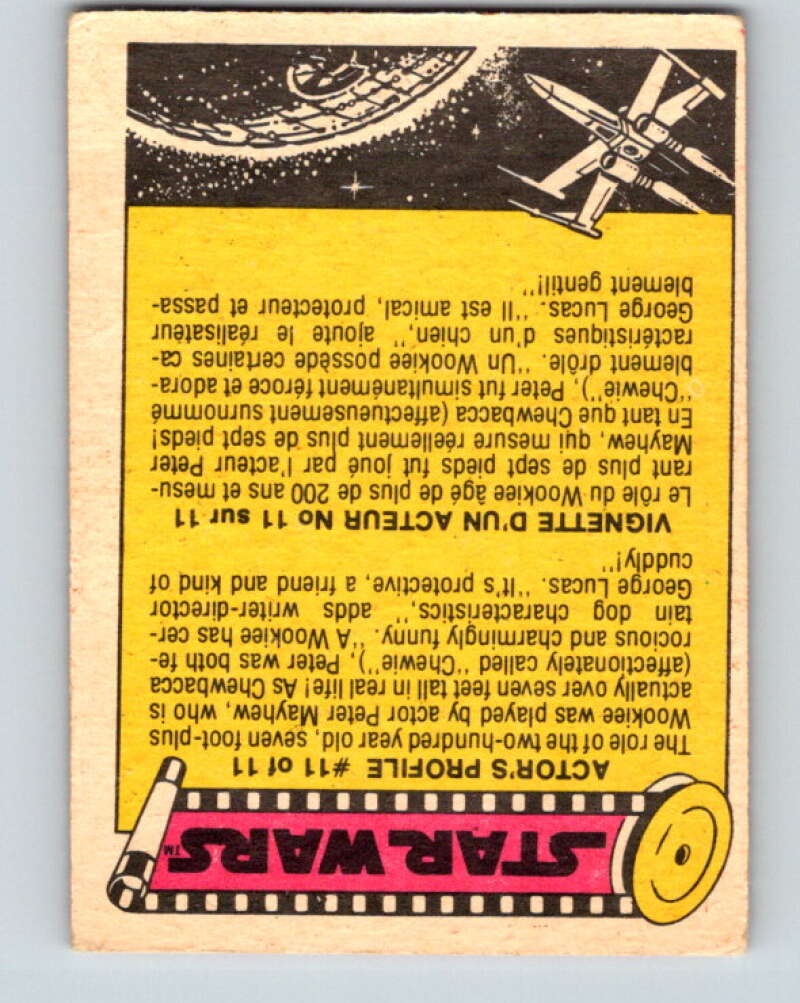 STAR WARS™
ACTOR'S PROFILE #11 of 11
The role of the two-hundred year old, seven foot-plus
Wookiee was played by actor Peter Mayhew, who is
actually over seven feet tall in real life! As Chewbacca
(affectionately called "Chewie"), Peter was both fe-
rocious and charmingly funny. "A Wookiee has cer-
tain dog characteristics," adds writer-director
George Lucas. "It's protective, a friend and kind of
cuddly!"
VIGNETTE D'UN ACTEUR No 11 sur 11
Le rôle du Wookiee âgé de plus de 200 ans et mesu-
rant plus de sept pieds fut joué par l'acteur Peter
Mayhew, qui mesure réellement plus de sept pieds!
En tant que Chewbacca (affectueusement surnommé
"Chewie"), Peter fut simultanément féroce et adora-
blement drôle. "Un Wookiee possède certaines ca-
ractéristiques d'un chien," ajoute le réalisateur
George Lucas. "Il est amical, protecteur et passa-
blement gentil!"